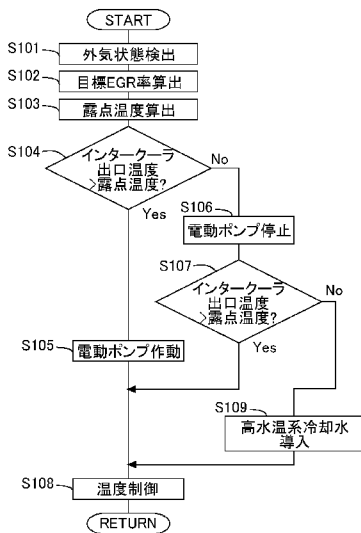 START
S101
外気状態検出
S102
目標EGR率算出
S103
露点温度算出
S104
インタークーラ
出口温度
>露点温度?
No
Yes
S106
電動ポンプ停止
S107
インタークーラ
出口温度
>露点温度?
No
Yes
S105
電動ポンプ作動
S109
高水温系冷却水
導入
S108
温度制御
RETURN